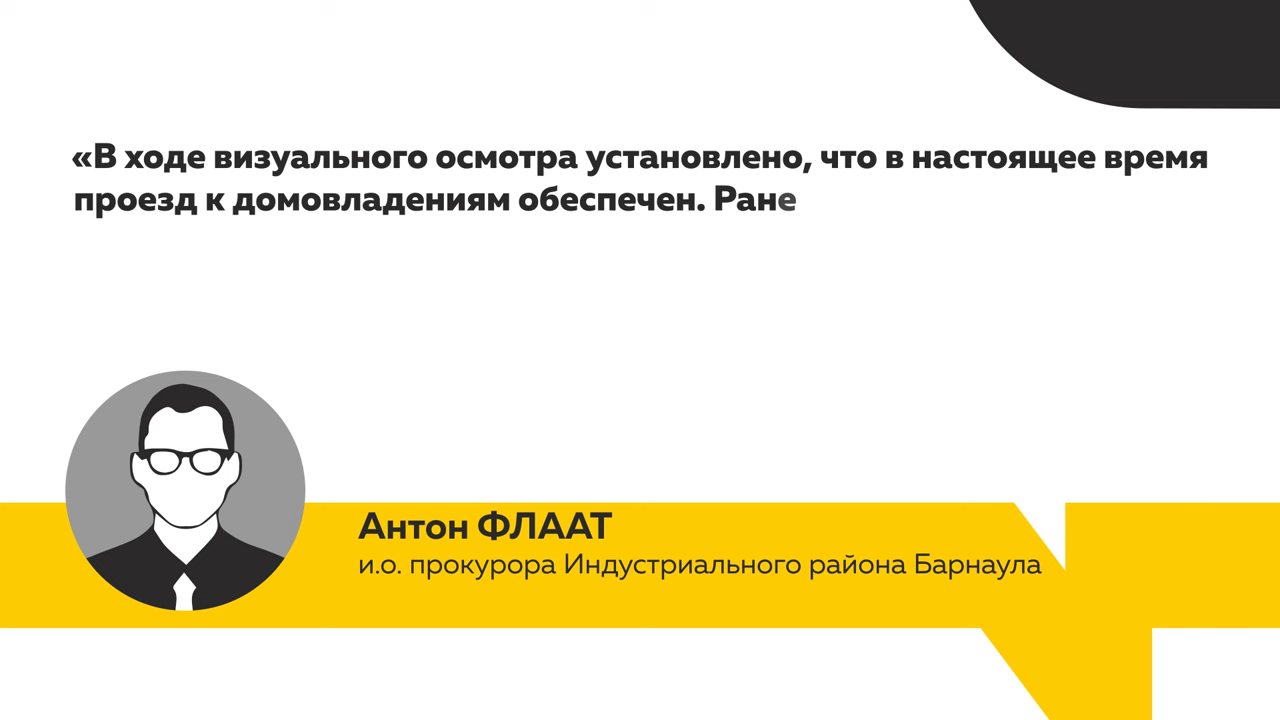 «В ходе визуального осмотра установлено, что в настоящее время
проезд к домовладениям обеспечен. Ране
Антон ФЛААТ
и.о. прокурора Индустриального района Барнаула